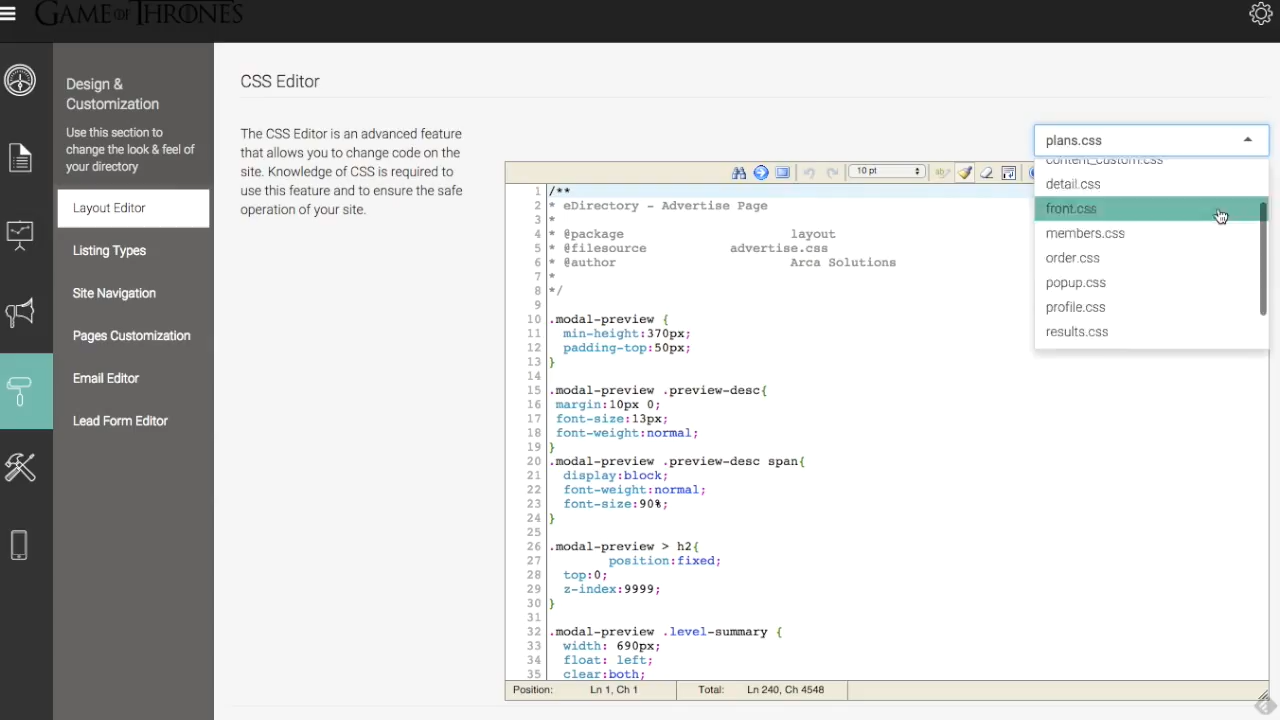 GAME OF THRONES
Design &
Customization
Use this section to
change the look & feel of
your directory
Layout Editor
Listing Types
Site Navigation
Pages Customization
Email Editor
Lead Form Editor
CSS Editor
The CSS Editor is an advanced feature
that allows you to change code on the
site. Knowledge of CSS is required to
use this feature and to ensure the safe
operation of your site.
plans.css
content_custom.css
detail.css
front.css
members.css
order.css
popup.css
profile.css
results.css
10 pt
1 /**
2 * eDirectory - Advertise Page
3 *
4 * @package layout
5 * @filesource advertise.css
6 * @author Arca Solutions
7 *
8 */
9
10 .modal-preview {
11 min-height:370px;
12 padding-top:50px;
13 }
14
15 .modal-preview .preview-desc{
16 margin:10px 0;
17 font-size:13px;
18 font-weight:normal;
19 }
20 .modal-preview .preview-desc span{
21 display:block;
22 font-weight:normal;
23 font-size:90%;
24 }
25
26 .modal-preview > h2{
27 position:fixed;
28 top:0;
29 z-index:9999;
30 }
31
32 .modal-preview .level-summary {
33 width: 690px;
34 float: left;
35 clear:both;
Position: Ln 1, Ch 1 Total: Ln 240, Ch 4548